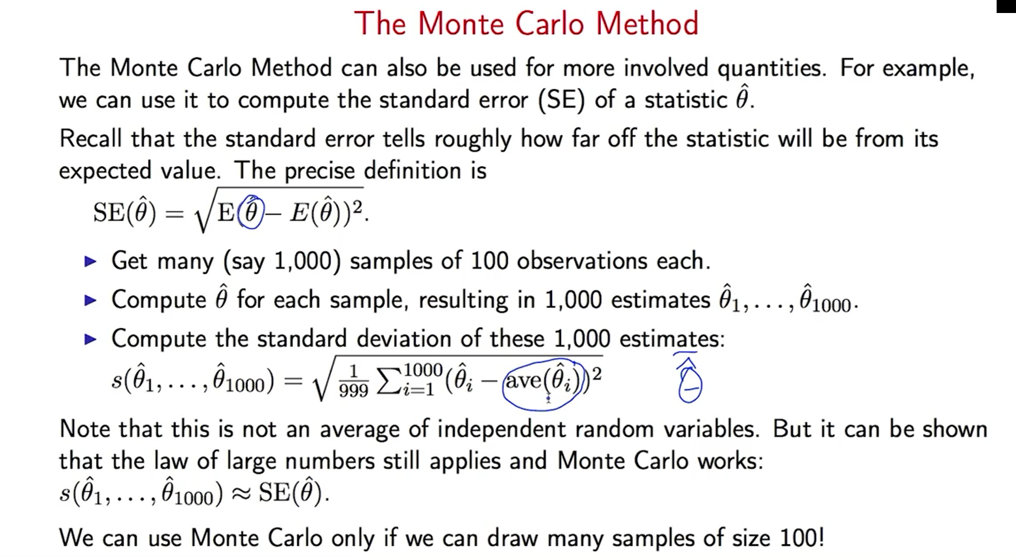 The Monte Carlo Method
The Monte Carlo Method can also be used for more involved quantities. For example,
we can use it to compute the standard error (SE) of a statistic θ̂.
Recall that the standard error tells roughly how far off the statistic will be from its
expected value. The precise definition is
SE(θ̂) = √E(θ̂ − E(θ̂))².
▶ Get many (say 1,000) samples of 100 observations each.
▶ Compute θ̂ for each sample, resulting in 1,000 estimates θ̂₁, . . . , θ̂₁₀₀₀.
▶ Compute the standard deviation of these 1,000 estimates:
s(θ̂₁, . . . , θ̂₁₀₀₀) = √(1/999) ∑ᵢ₌₁¹⁰⁰⁰(θ̂ᵢ − ave(θ̂ᵢ))² θ̂̅
Note that this is not an average of independent random variables. But it can be shown
that the law of large numbers still applies and Monte Carlo works:
s(θ̂₁, . . . , θ̂₁₀₀₀) ≈ SE(θ̂).
We can use Monte Carlo only if we can draw many samples of size 100!